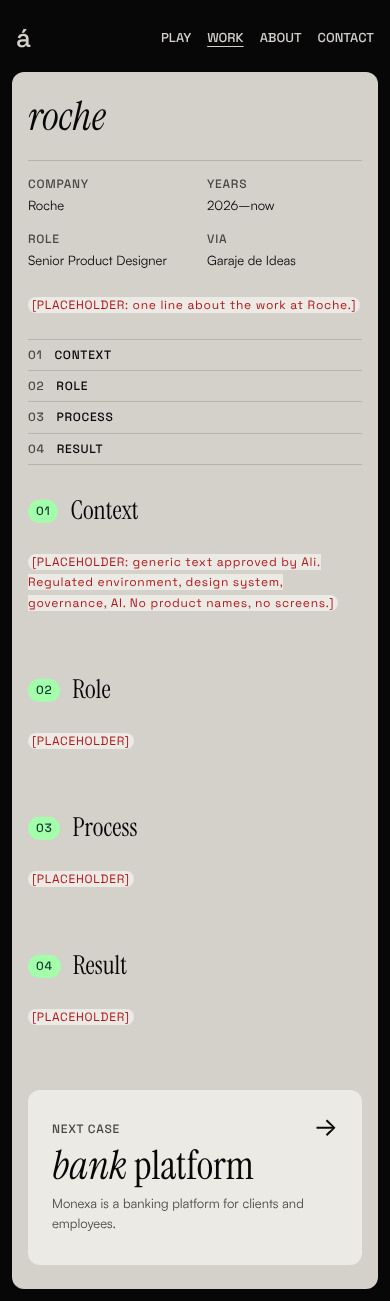 á
PLAY WORK ABOUT CONTACT
roche
COMPANY YEARS
Roche 2026—now
ROLE VIA
Senior Product Designer Garaje de Ideas
[PLACEHOLDER: one line about the work at Roche.]
01 CONTEXT
02 ROLE
03 PROCESS
04 RESULT
01 Context
[PLACEHOLDER: generic text approved by Ali.
Regulated environment, design system,
governance, AI. No product names, no screens.]
02 Role
[PLACEHOLDER]
03 Process
[PLACEHOLDER]
04 Result
[PLACEHOLDER]
NEXT CASE →
bank platform
Monexa is a banking platform for clients and
employees.